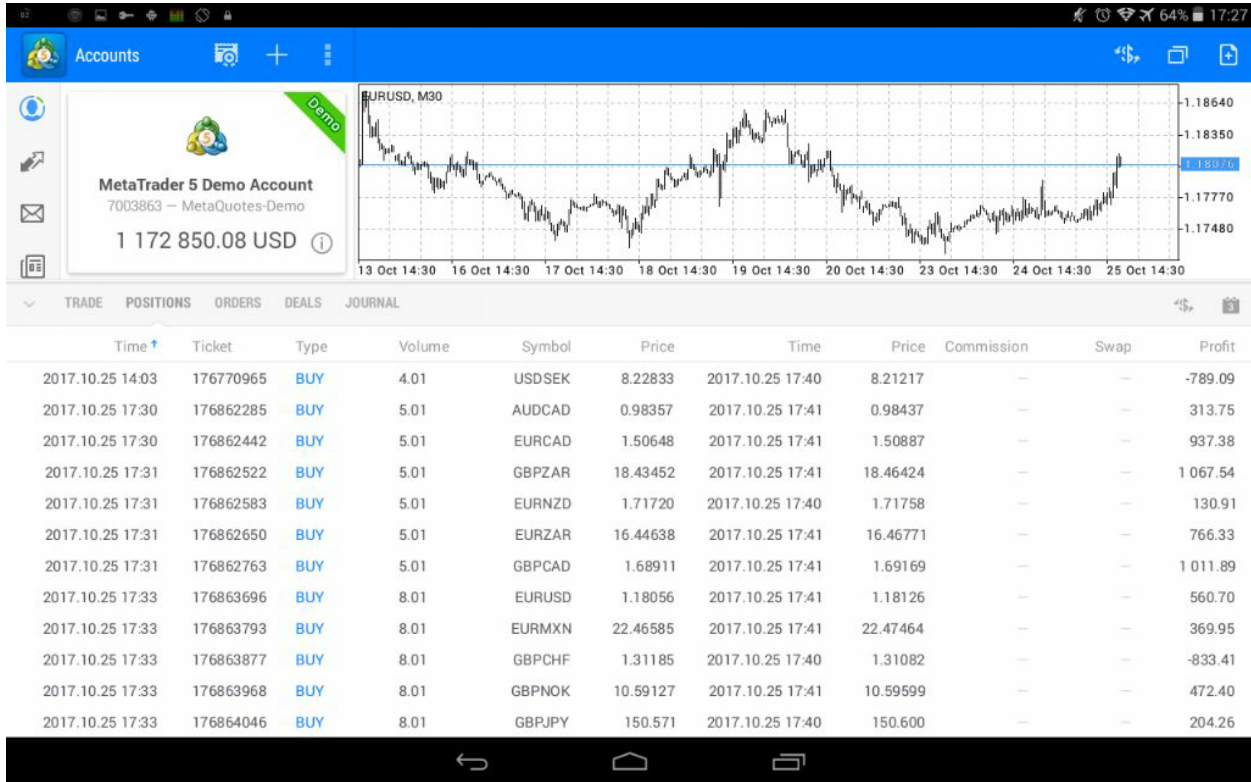 64% 17:27
Accounts
Demo
MetaTrader 5 Demo Account
7003863 — MetaQuotes-Demo
1 172 850.08 USD
EURUSD, M30
1.18640
1.18350
1.18076
1.17770
1.17480
13 Oct 14:30 16 Oct 14:30 17 Oct 14:30 18 Oct 14:30 19 Oct 14:30 20 Oct 14:30 23 Oct 14:30 24 Oct 14:30 25 Oct 14:30
TRADE POSITIONS ORDERS DEALS JOURNAL
Time Ticket Type Volume Symbol Price Time Price Commission Swap Profit
2017.10.25 14:03 176770965 BUY 4.01 USDSEK 8.22833 2017.10.25 17:40 8.21217 — — -789.09
2017.10.25 17:30 176862285 BUY 5.01 AUDCAD 0.98357 2017.10.25 17:41 0.98437 — — 313.75
2017.10.25 17:30 176862442 BUY 5.01 EURCAD 1.50648 2017.10.25 17:41 1.50887 — — 937.38
2017.10.25 17:31 176862522 BUY 5.01 GBPZAR 18.43452 2017.10.25 17:41 18.46424 — — 1 067.54
2017.10.25 17:31 176862583 BUY 5.01 EURNZD 1.71720 2017.10.25 17:40 1.71758 — — 130.91
2017.10.25 17:31 176862650 BUY 5.01 EURZAR 16.44638 2017.10.25 17:41 16.46771 — — 766.33
2017.10.25 17:31 176862763 BUY 5.01 GBPCAD 1.68911 2017.10.25 17:41 1.69169 — — 1 011.89
2017.10.25 17:33 176863696 BUY 8.01 EURUSD 1.18056 2017.10.25 17:41 1.18126 — — 560.70
2017.10.25 17:33 176863793 BUY 8.01 EURMXN 22.46585 2017.10.25 17:41 22.47464 — — 369.95
2017.10.25 17:33 176863877 BUY 8.01 GBPCHF 1.31185 2017.10.25 17:40 1.31082 — — -833.41
2017.10.25 17:33 176863968 BUY 8.01 GBPNOK 10.59127 2017.10.25 17:41 10.59599 — — 472.40
2017.10.25 17:33 176864046 BUY 8.01 GBPJPY 150.571 2017.10.25 17:40 150.600 — — 204.26